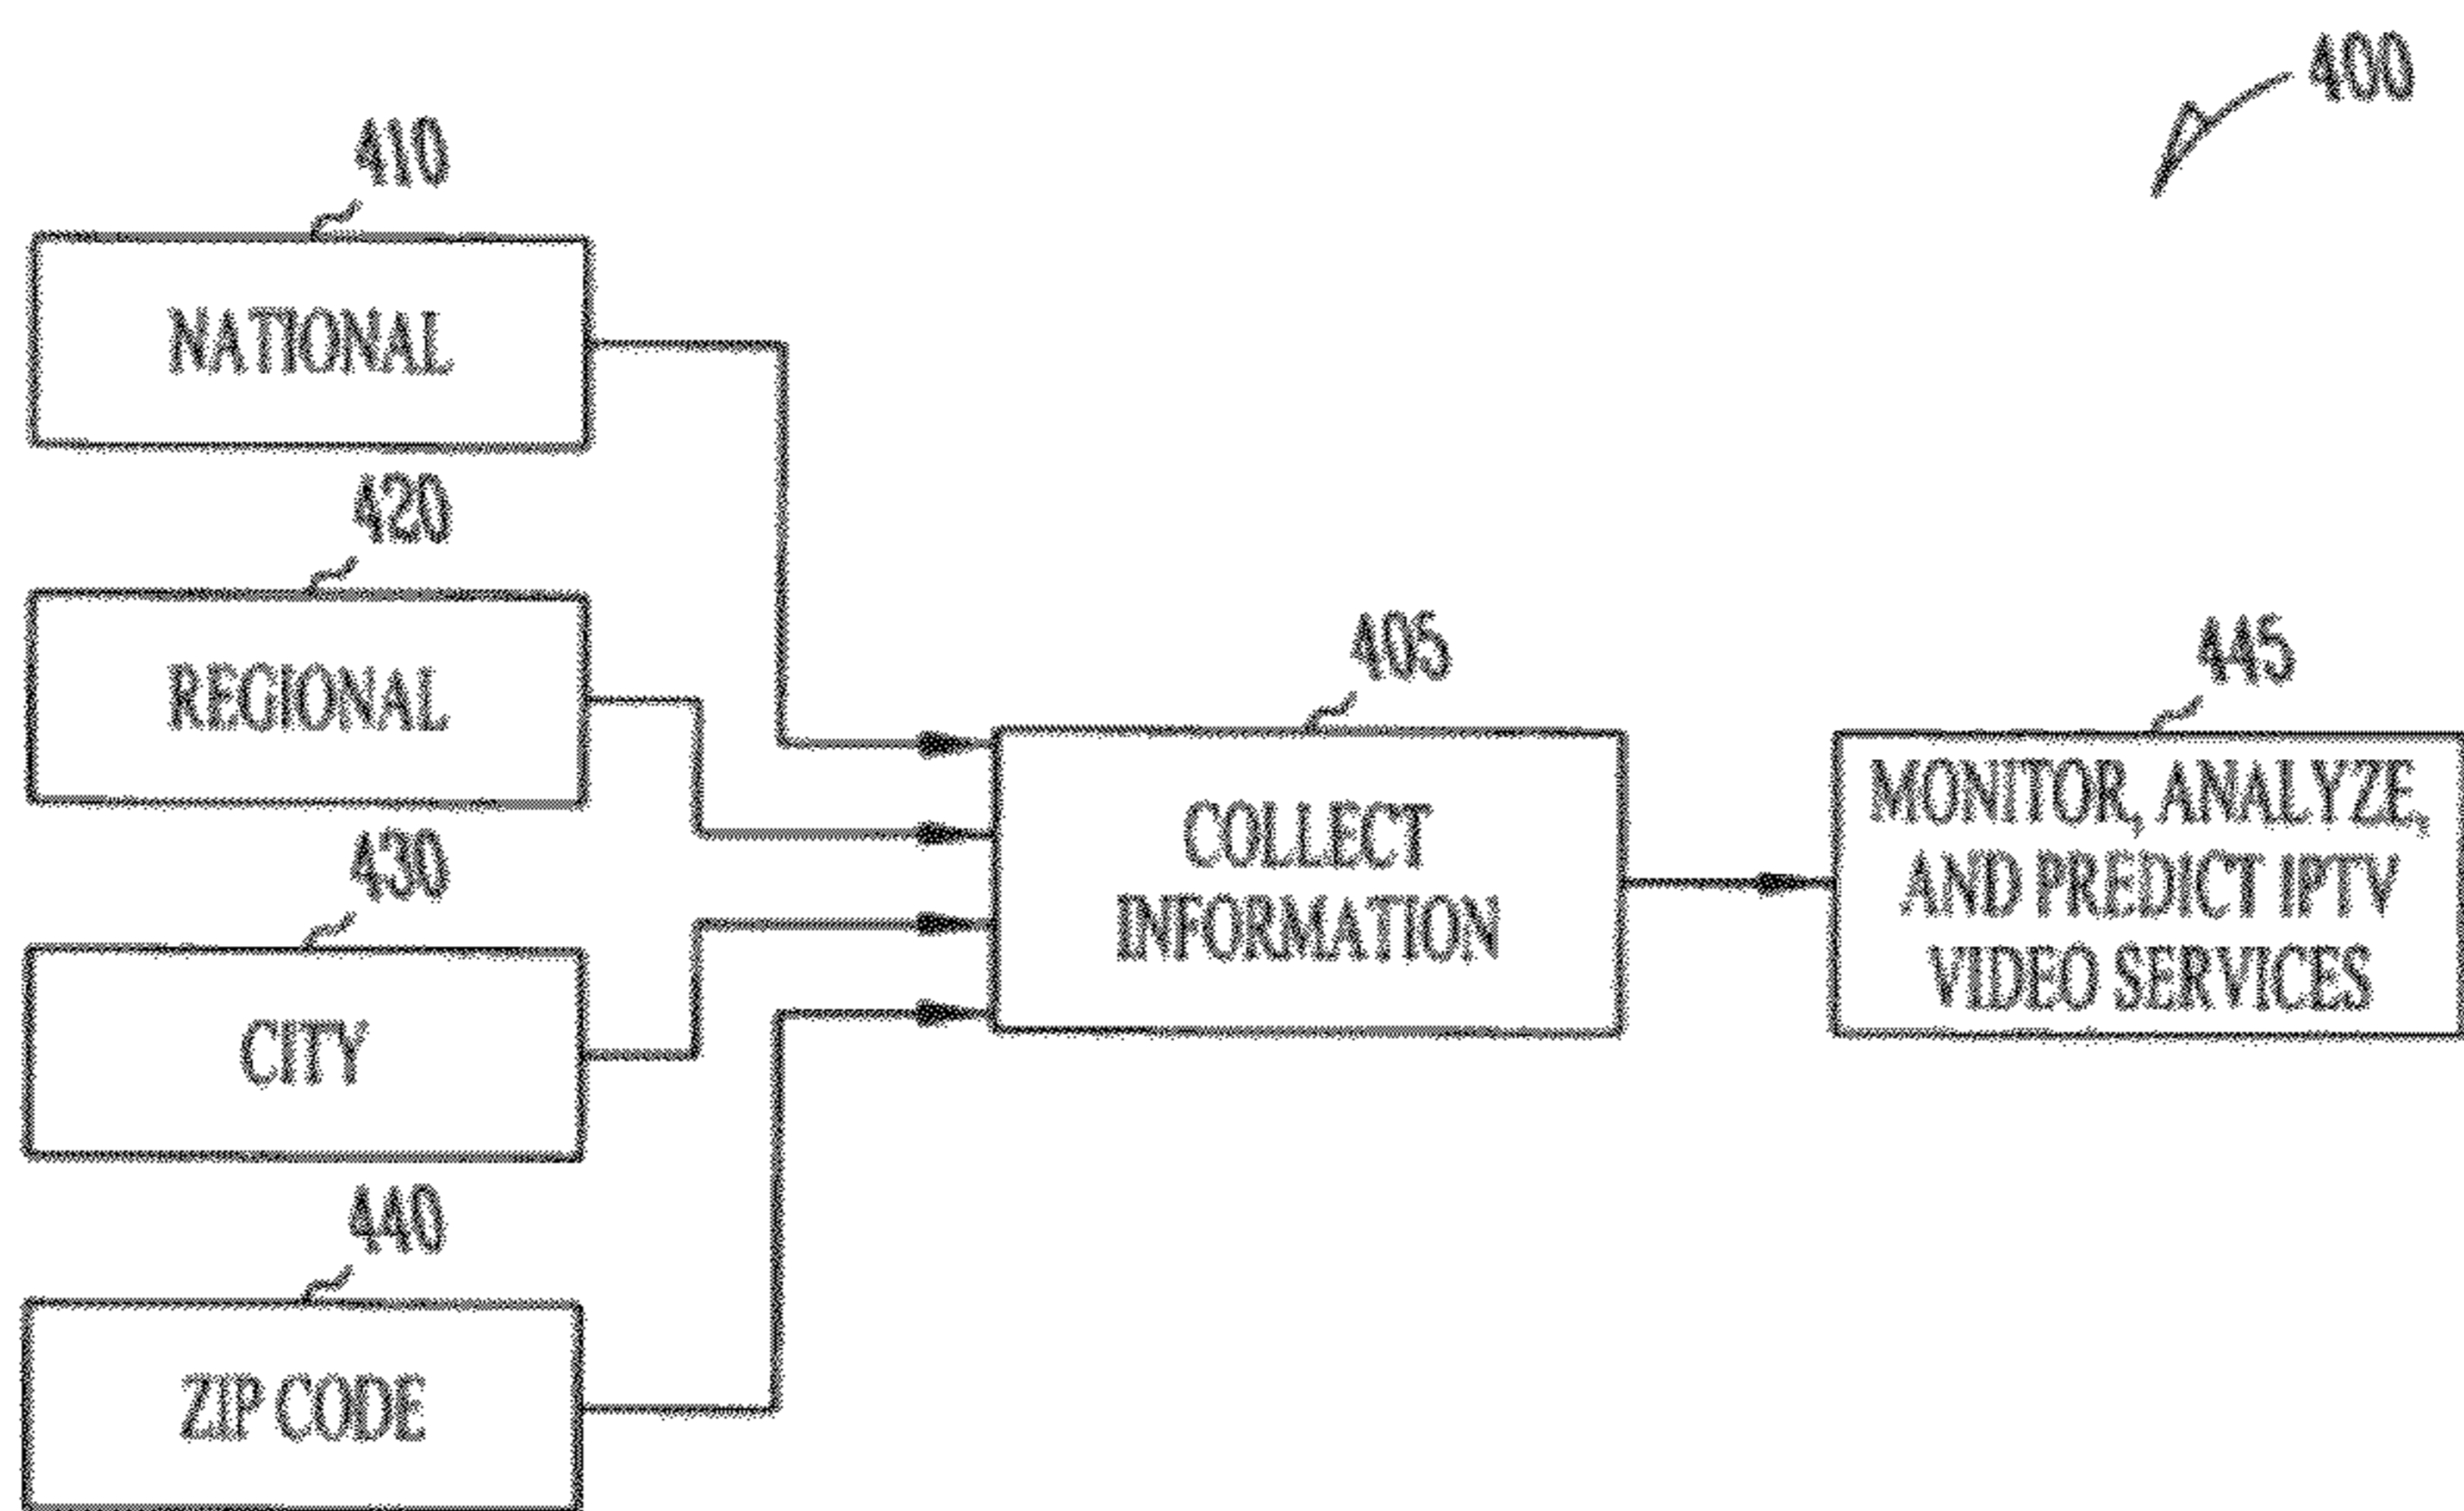 400
410
NATIONAL
420
REGIONAL
430
CITY
440
ZIP CODE
405
COLLECT
INFORMATION
445
MONITOR, ANALYZE,
AND PREDICT IPTV
VIDEO SERVICES